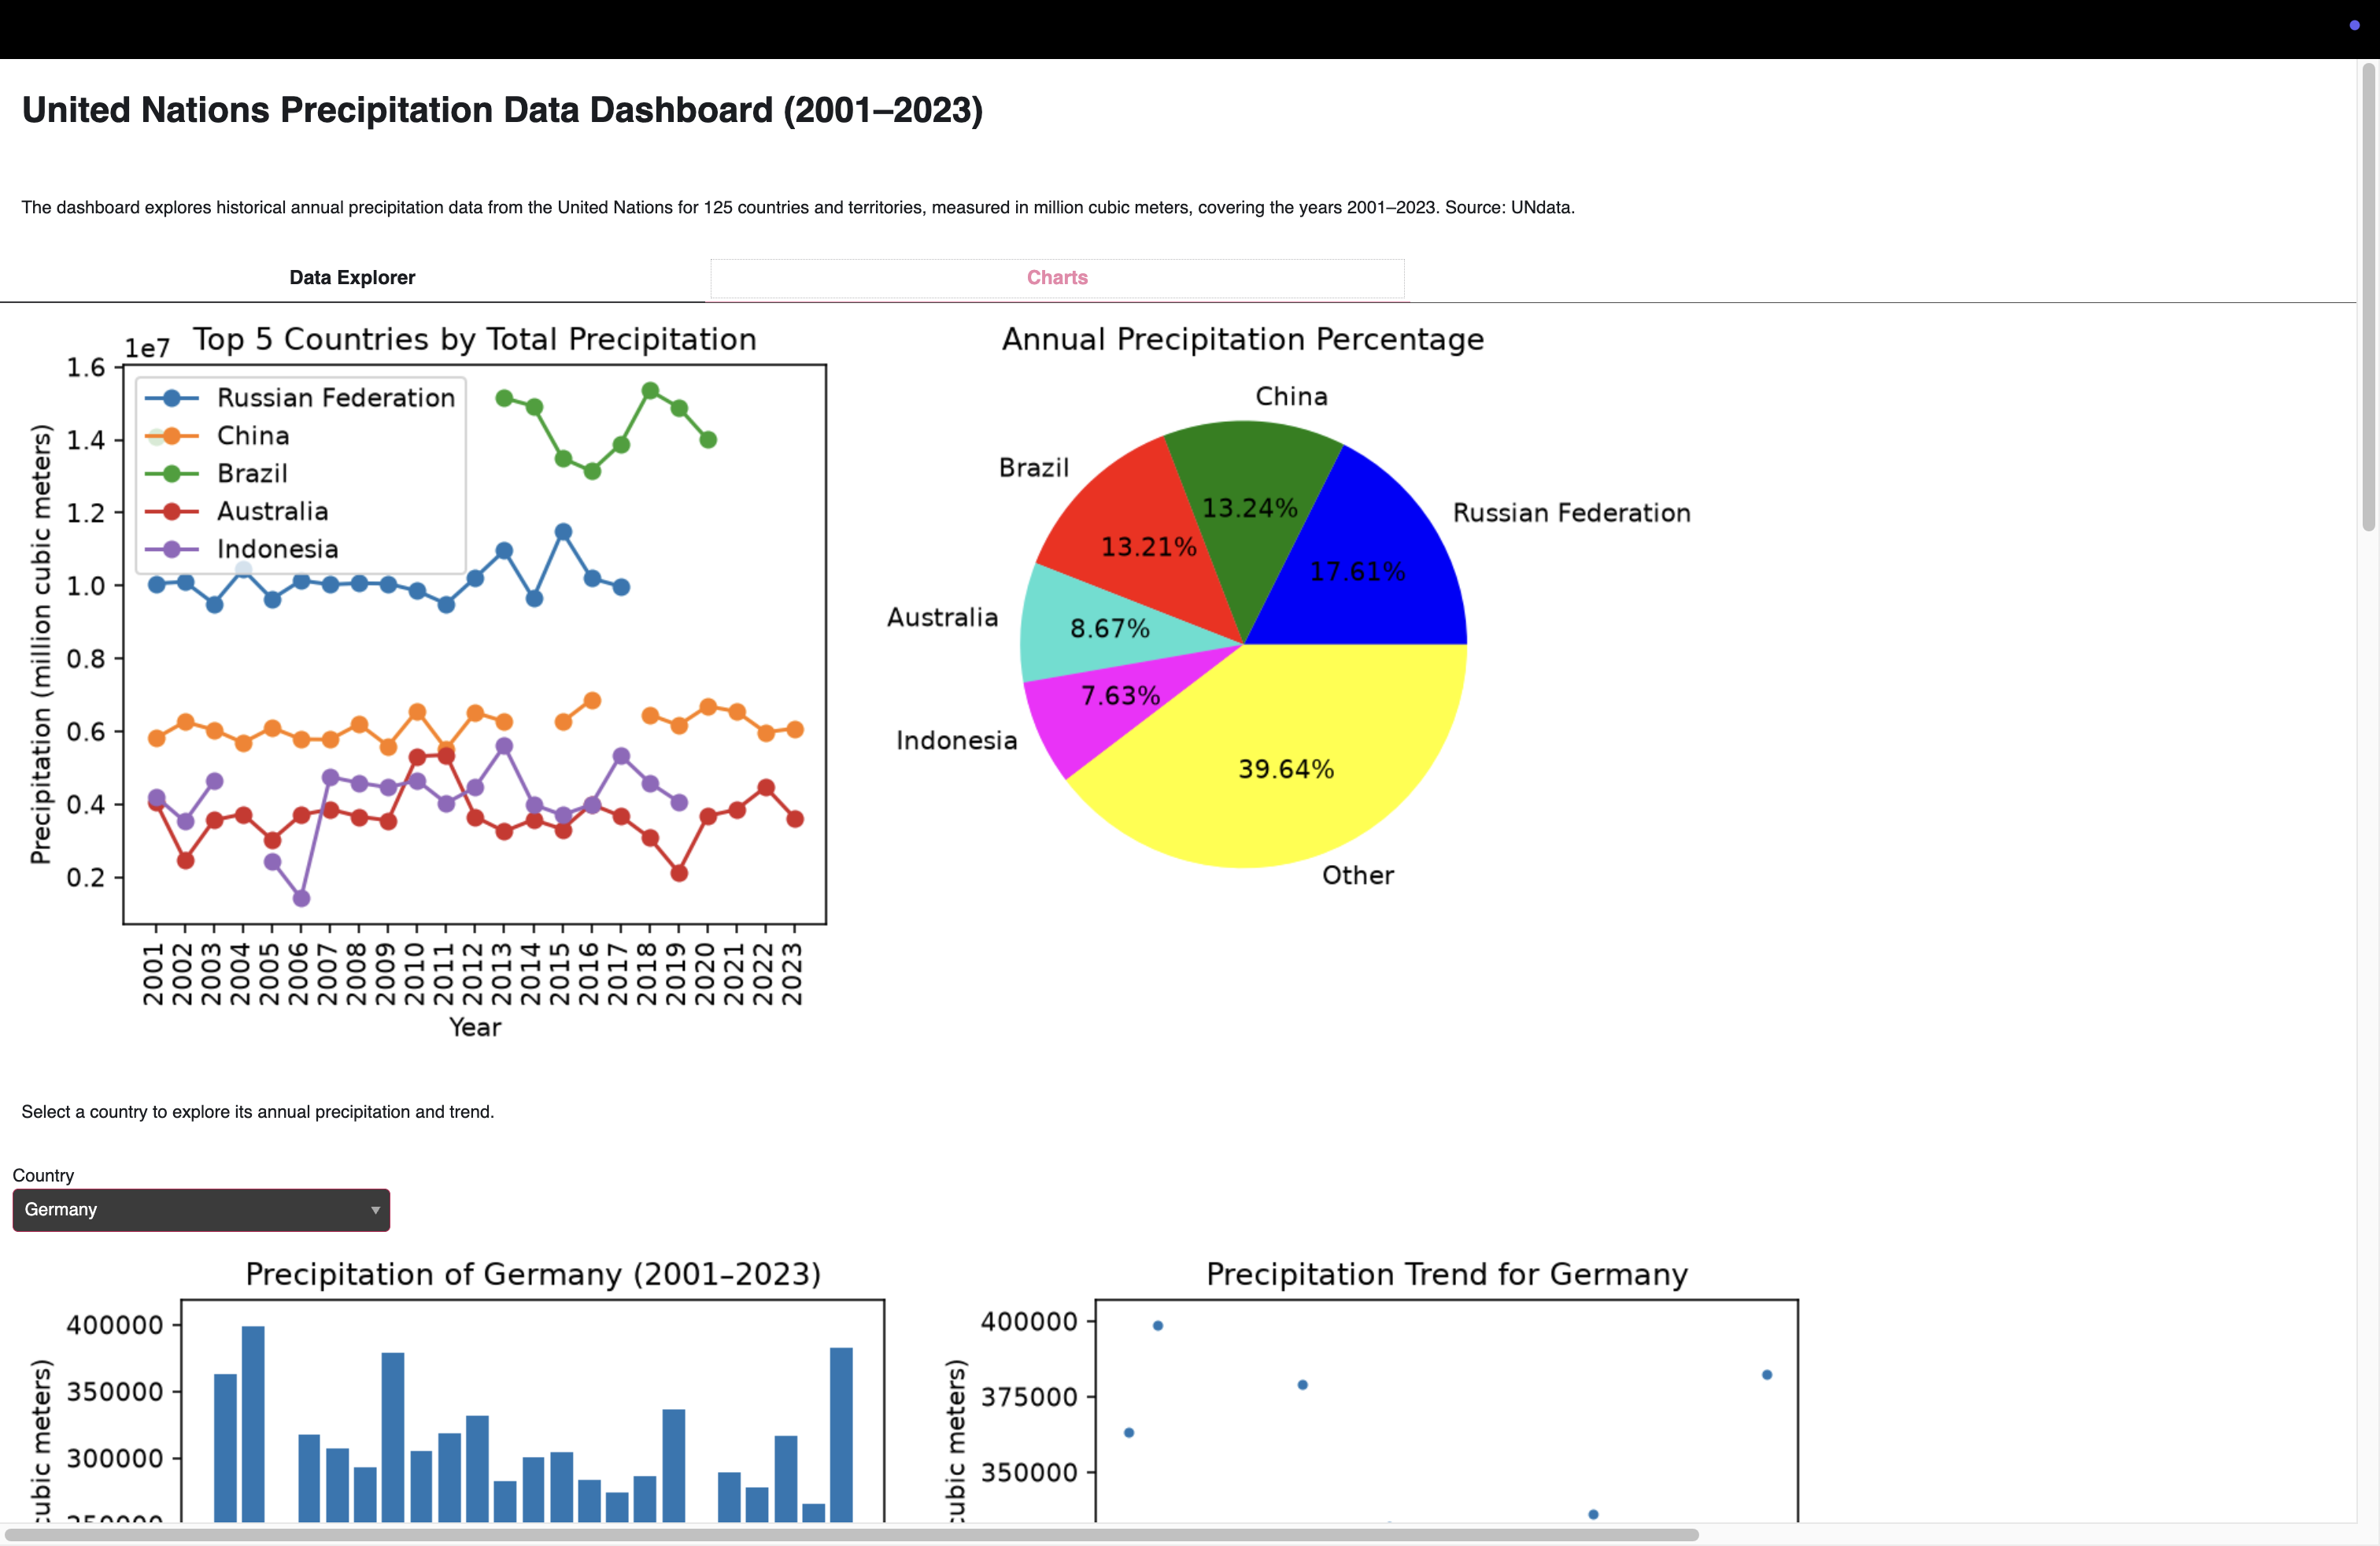 United Nations Precipitation Data Dashboard (2001–2023)
The dashboard explores historical annual precipitation data from the United Nations for 125 countries and territories, measured in million cubic meters, covering the years 2001–2023. Source: UNdata.
Data Explorer
Charts
Top 5 Countries by Total Precipitation
1e7
1.6
1.4
1.2
1.0
0.8
0.6
0.4
0.2
Precipitation (million cubic meters)
Russian Federation
China
Brazil
Australia
Indonesia
2001
2002
2003
2004
2005
2006
2007
2008
2009
2010
2011
2012
2013
2014
2015
2016
2017
2018
2019
2020
2021
2022
2023
Year
Annual Precipitation Percentage
China
Brazil
Russian Federation
Australia
Indonesia
Other
13.24%
13.21%
17.61%
8.67%
7.63%
39.64%
Select a country to explore its annual precipitation and trend.
Country
Germany
Precipitation of Germany (2001–2023)
400000
350000
300000
250000
cubic meters)
Precipitation Trend for Germany
400000
375000
350000
cubic meters)